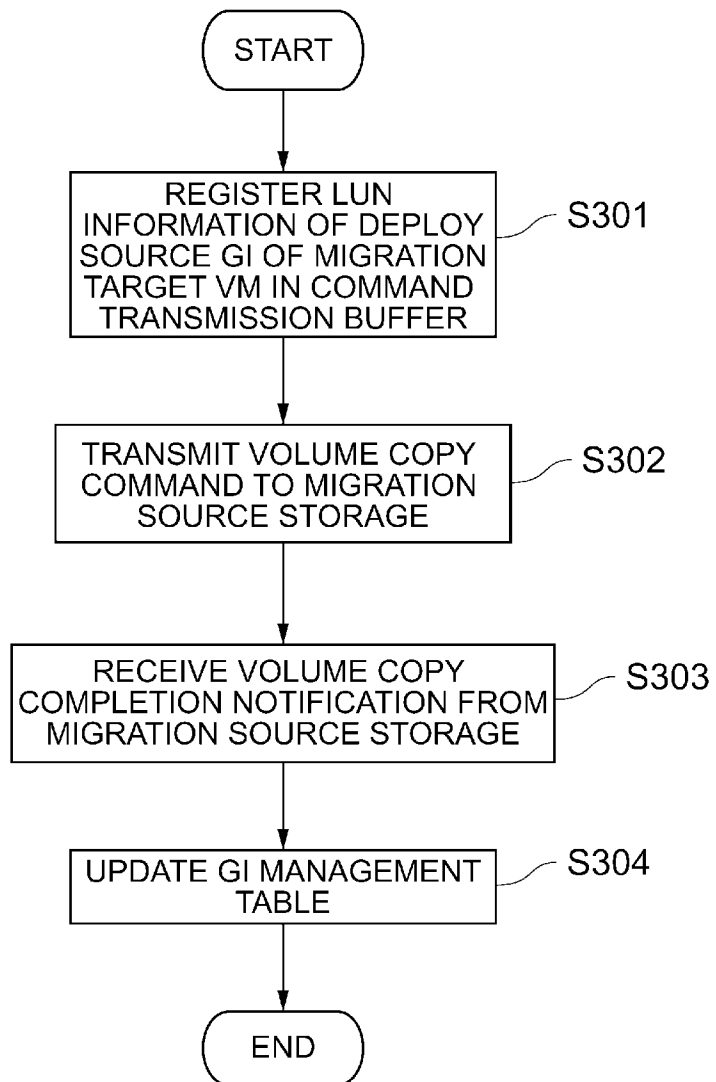 START
REGISTER LUN
INFORMATION OF DEPLOY
SOURCE GI OF MIGRATION
TARGET VM IN COMMAND
TRANSMISSION BUFFER
S301
TRANSMIT VOLUME COPY
COMMAND TO MIGRATION
SOURCE STORAGE
S302
RECEIVE VOLUME COPY
COMPLETION NOTIFICATION FROM
MIGRATION SOURCE STORAGE
S303
UPDATE GI MANAGEMENT
TABLE
S304
END